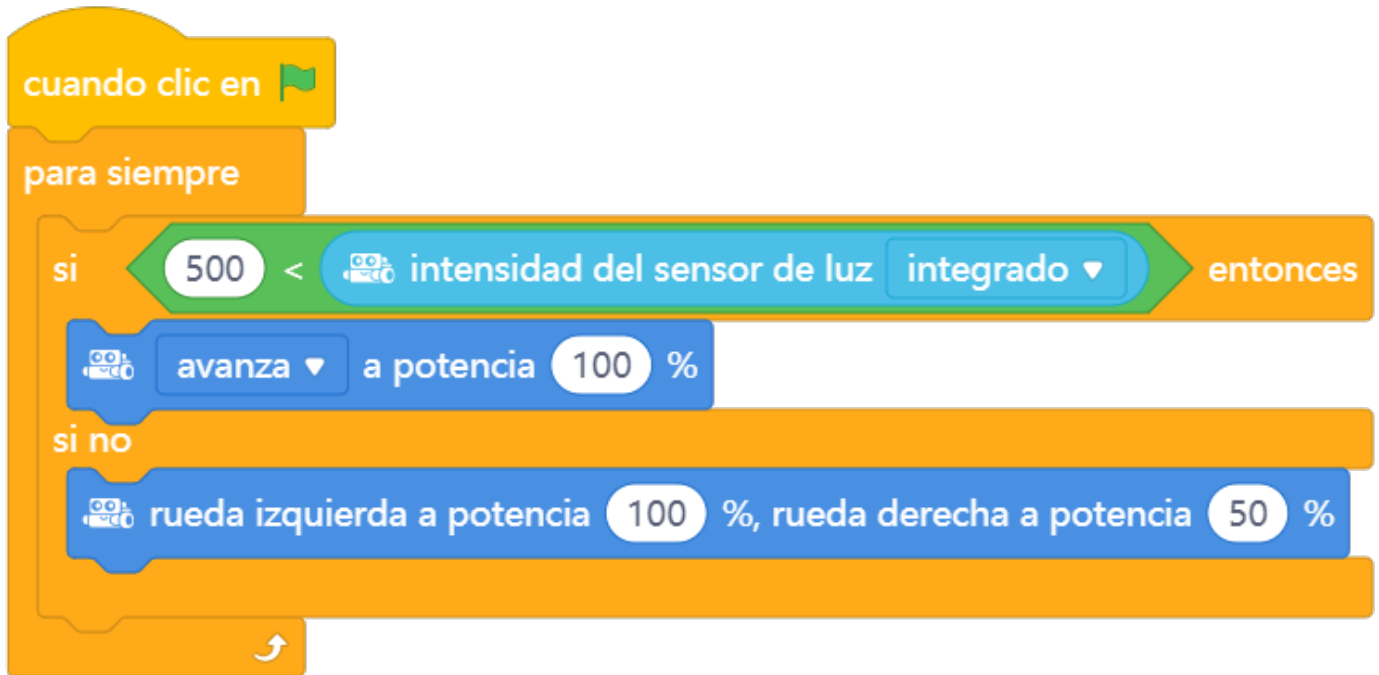 cuando clic en
para siempre
si 500 < intensidad del sensor de luz integrado entonces
avanza a potencia 100 %
si no
rueda izquierda a potencia 100 %, rueda derecha a potencia 50 %